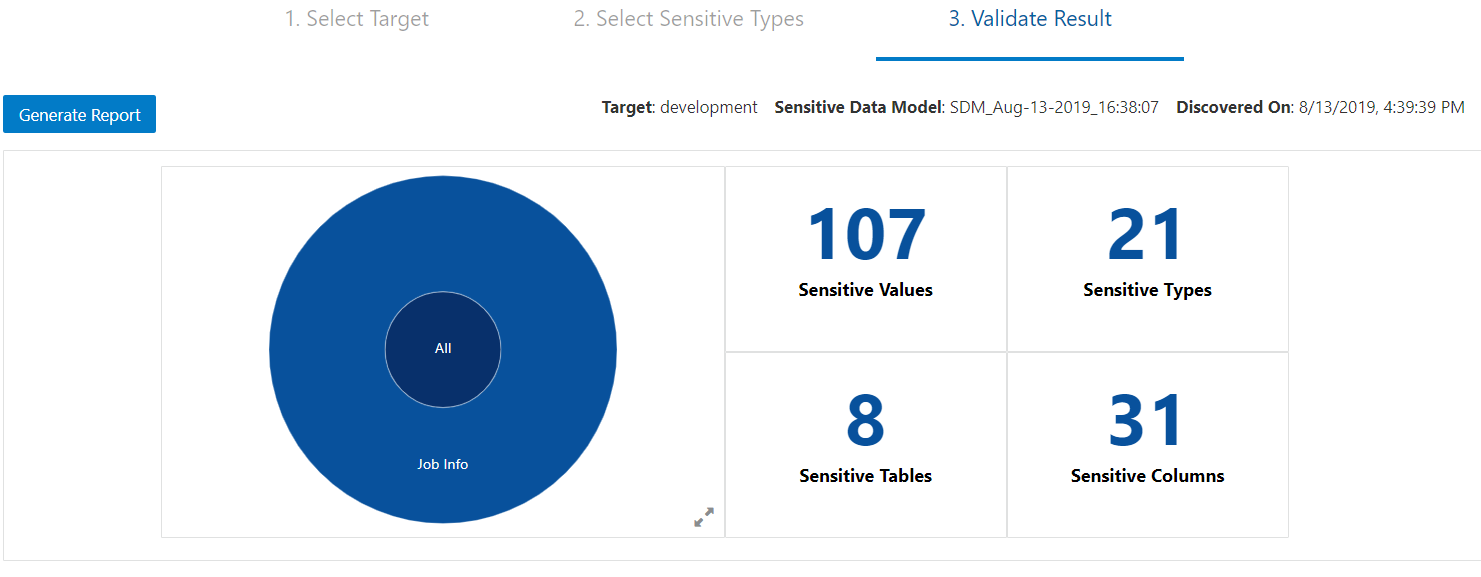 1. Select Target 2. Select Sensitive Types 3. Validate Result
Generate Report
Target: development Sensitive Data Model: SDM_Aug-13-2019_16:38:07 Discovered On: 8/13/2019, 4:39:39 PM
All
Job Info
107
Sensitive Values
21
Sensitive Types
8
Sensitive Tables
31
Sensitive Columns